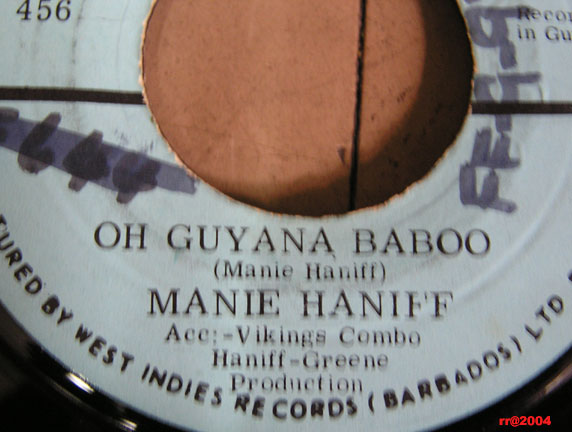 456
Recor
in Gu
OH GUYANA BABOO
(Manie Haniff)
MANIE HANIFF
Acc:-Vikings Combo
Haniff-Greene
Production
TURED BY WEST INDIES RECORDS (BARBADOS) LTD
rr@2004